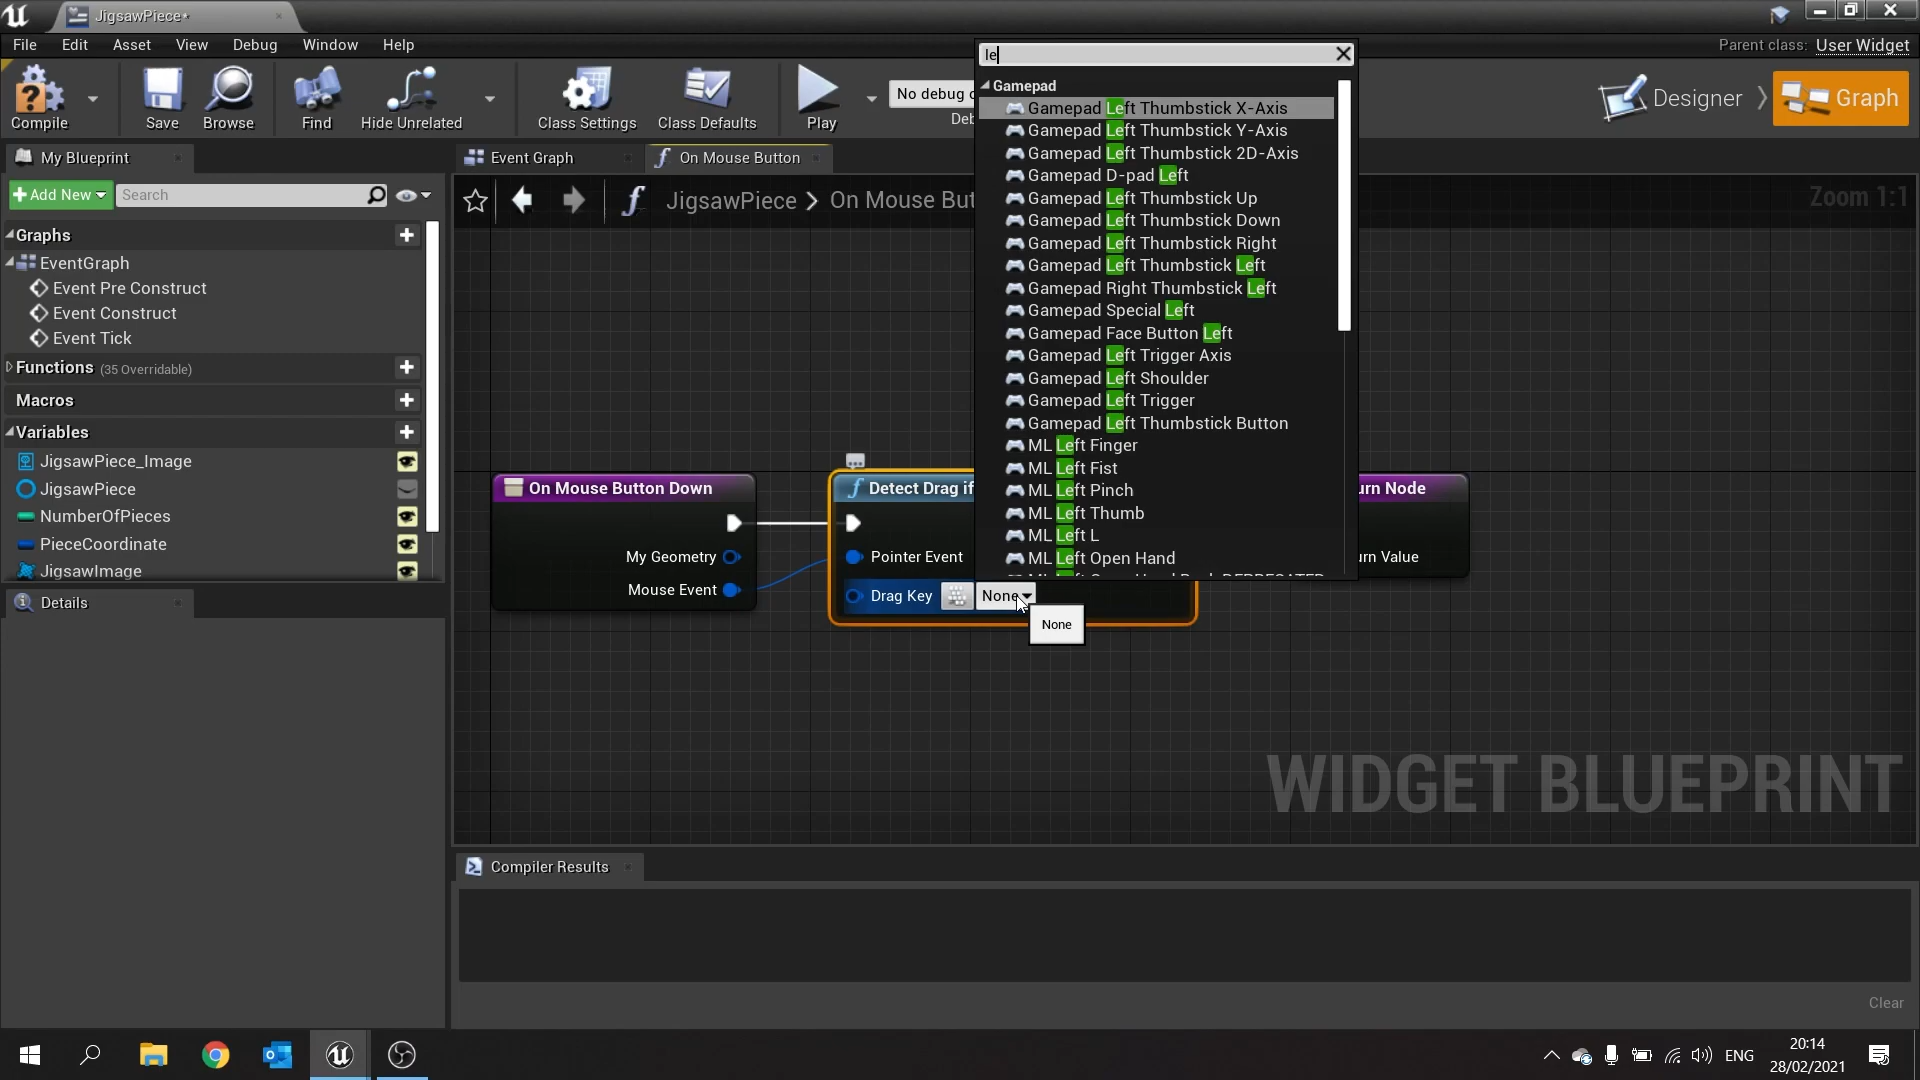 JigsawPiece*
File Edit Asset View Debug Window Help
Parent class: User Widget
Compile
Save
Browse
Find
Hide Unrelated
Class Settings
Class Defaults
Play
No debug
Deb
Designer
Graph
le
Gamepad
Gamepad Left Thumbstick X-Axis
Gamepad Left Thumbstick Y-Axis
Gamepad Left Thumbstick 2D-Axis
Gamepad D-pad Left
Gamepad Left Thumbstick Up
Gamepad Left Thumbstick Down
Gamepad Left Thumbstick Right
Gamepad Left Thumbstick Left
Gamepad Right Thumbstick Left
Gamepad Special Left
Gamepad Face Button Left
Gamepad Left Trigger Axis
Gamepad Left Shoulder
Gamepad Left Trigger
Gamepad Left Thumbstick Button
ML Left Finger
ML Left Fist
ML Left Pinch
ML Left Thumb
ML Left L
ML Left Open Hand
My Blueprint
Add New
Search
Graphs
EventGraph
Event Pre Construct
Event Construct
Event Tick
Functions (35 Overridable)
Macros
Variables
JigsawPiece_Image
JigsawPiece
NumberOfPieces
PieceCoordinate
JigsawImage
Details
Event Graph
On Mouse Button
JigsawPiece > On Mouse But
Zoom 1:1
On Mouse Button Down
My Geometry
Mouse Event
Detect Drag if
Pointer Event
Drag Key
None
None
urn Node
urn Value
WIDGET BLUEPRINT
Compiler Results
Clear
ENG
20:14
28/02/2021